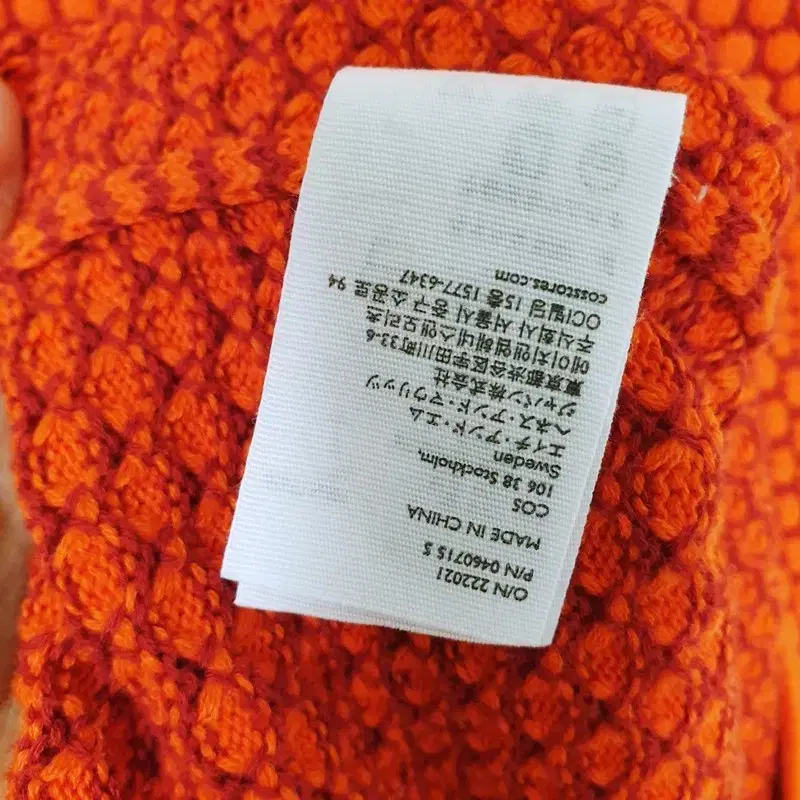 O/N 222021
P/N 0460715 S
MADE IN CHINA
COS
106 38 Stockholm,
Sweden
エイチ・アンド・エム
ヘネス・アンド・マウリッツ
ジャパン株式会社
東京都渋谷区宇田川町33-6
에이치앤엠헤네스앤모리츠
주식회사 서울시 중구 소공로 94
OCI빌딩 15층 1577-6347
cosstores.com